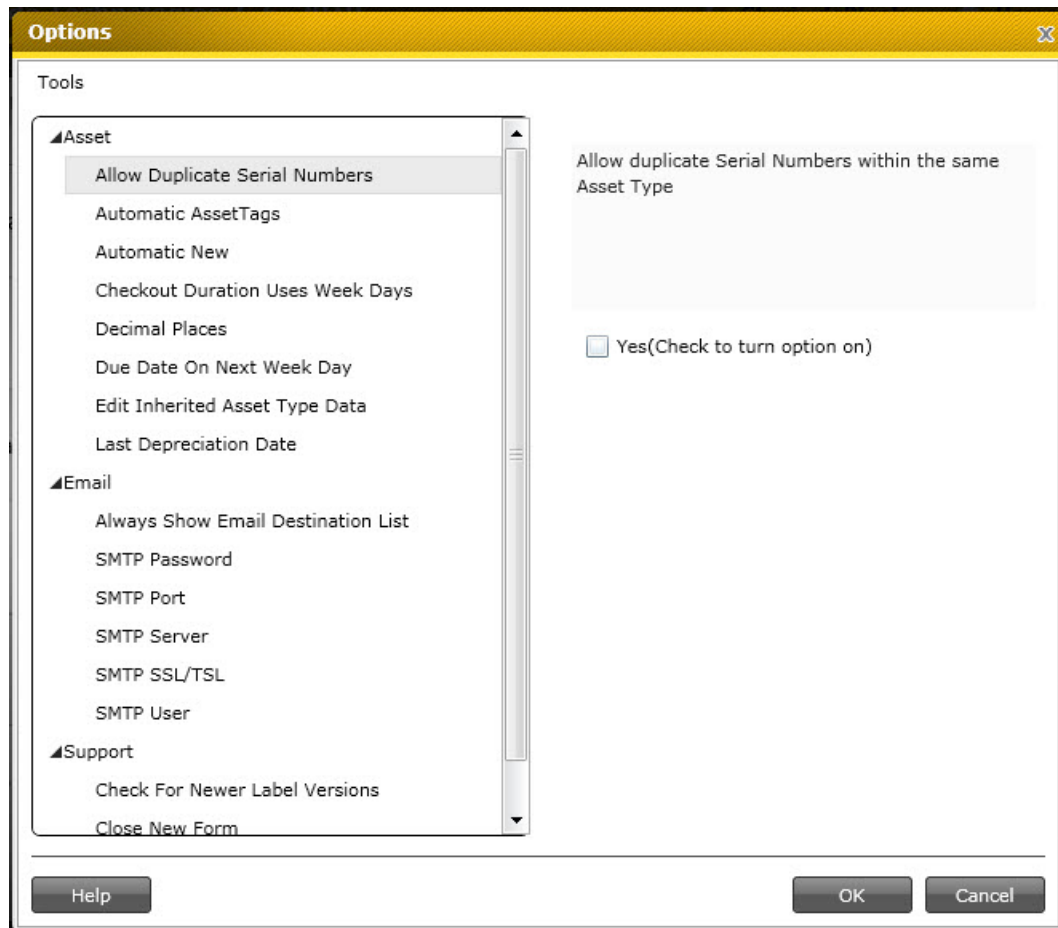 Options
Tools
Asset
Allow Duplicate Serial Numbers
Automatic AssetTags
Automatic New
Checkout Duration Uses Week Days
Decimal Places
Due Date On Next Week Day
Edit Inherited Asset Type Data
Last Depreciation Date
Email
Always Show Email Destination List
SMTP Password
SMTP Port
SMTP Server
SMTP SSL/TSL
SMTP User
Support
Check For Newer Label Versions
Close New Form
Allow duplicate Serial Numbers within the same
Asset Type
Yes(Check to turn option on)
Help
OK
Cancel